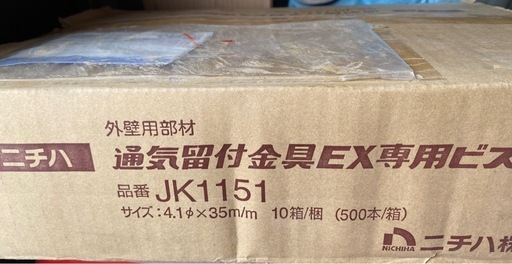 外壁用部材
ニチハ 通気留付金具EX専用ビス
品番 JK1151
サイズ:4.1φ×35m/m 10箱/梱 (500本/箱)
NICHIHA ニチハ株